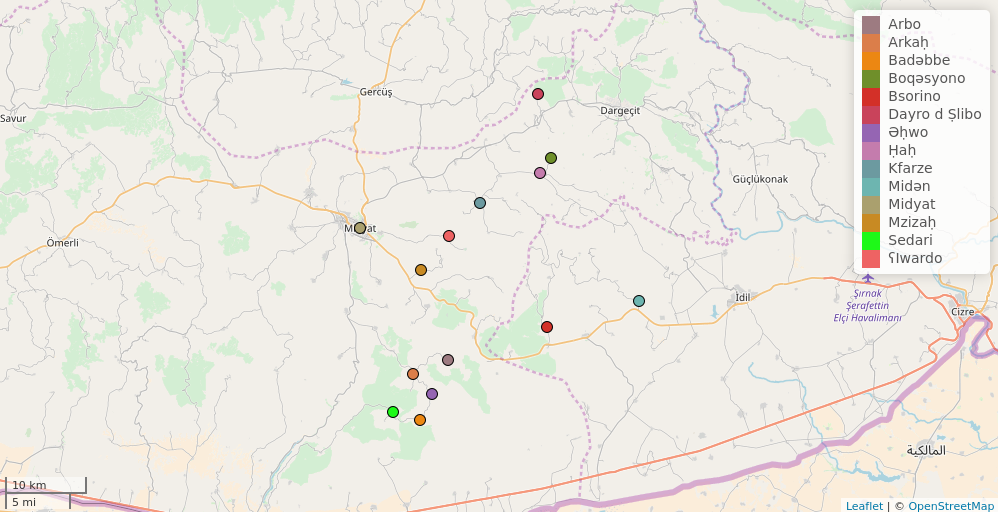 Savur
Gercüş
Dargeçit
Güçlükonak
Ömerli
İdil
Şırnak
Şerafettin
Elçi Havalimanı
Cizre
المالكية
Arbo
Arkaḥ
Badəbbe
Boqəsyono
Bsorino
Dayro d Ṣlibo
Əḥwo
Ḥaḥ
Kfarze
Midən
Midyat
Mzizaḥ
Sedari
ʕIwardo
10 km
5 mi
Leaflet | © OpenStreetMap